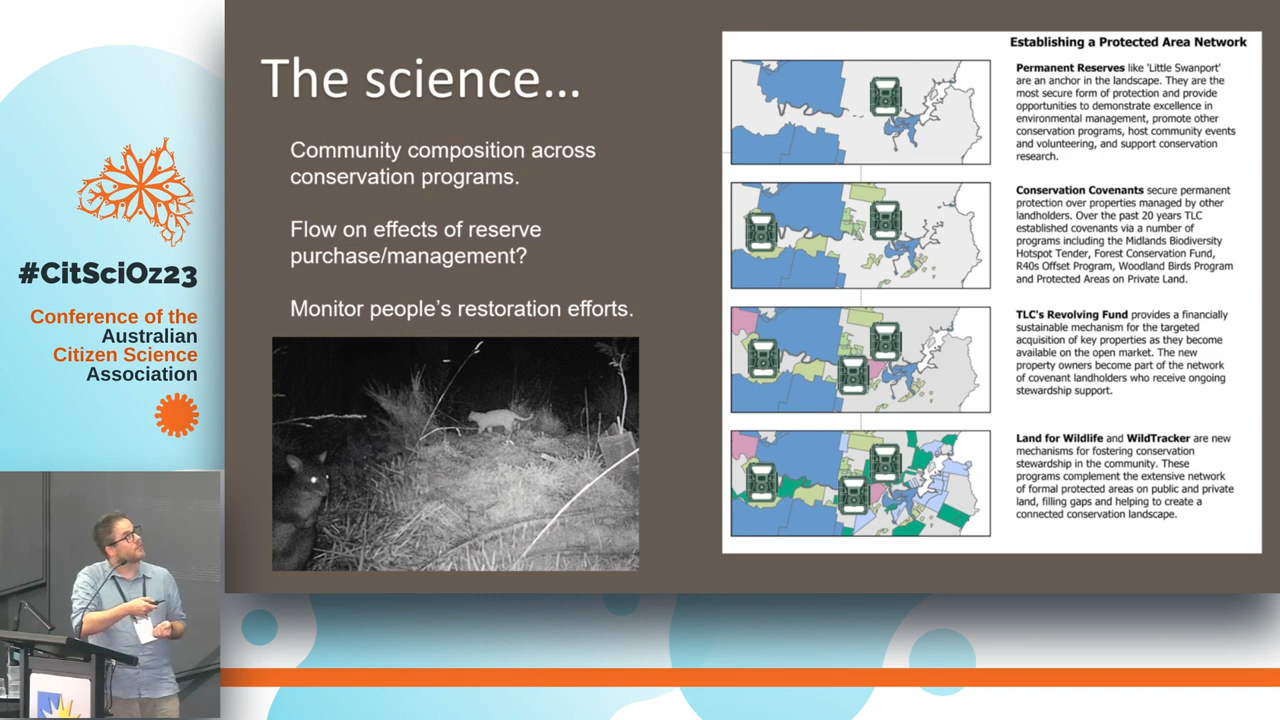 The science...
Community composition across
conservation programs.
Flow on effects of reserve
purchase/management?
Monitor people's restoration efforts.
Establishing a Protected Area Network
Permanent Reserves like 'Little Swanport'
are an anchor in the landscape. They are the
most secure form of protection and provide
opportunities to demonstrate excellence in
environmental management, promote other
conservation programs, host community events
and volunteering, and support conservation
research.
Conservation Covenants secure permanent
protection over properties managed by other
landholders. Over the past 20 years TLC
established covenants via a number of
programs including the Midlands Biodiversity
Hotspot Tender, Forest Conservation Fund,
R40s Offset Program, Woodland Birds Program
and Protected Areas on Private Land.
TLC's Revolving Fund provides a financially
sustainable mechanism for the targeted
acquisition of key properties as they become
available on the open market. The new
property owners become part of the network
of covenant landholders who receive ongoing
stewardship support.
Land for Wildlife and WildTracker are new
mechanisms for fostering conservation
stewardship in the community. These
programs complement the extensive network
of formal protected areas on public and private
land, filling gaps and helping to create a
connected conservation landscape.
#CitSciOz23
Conference of the
Australian
Citizen Science
Association